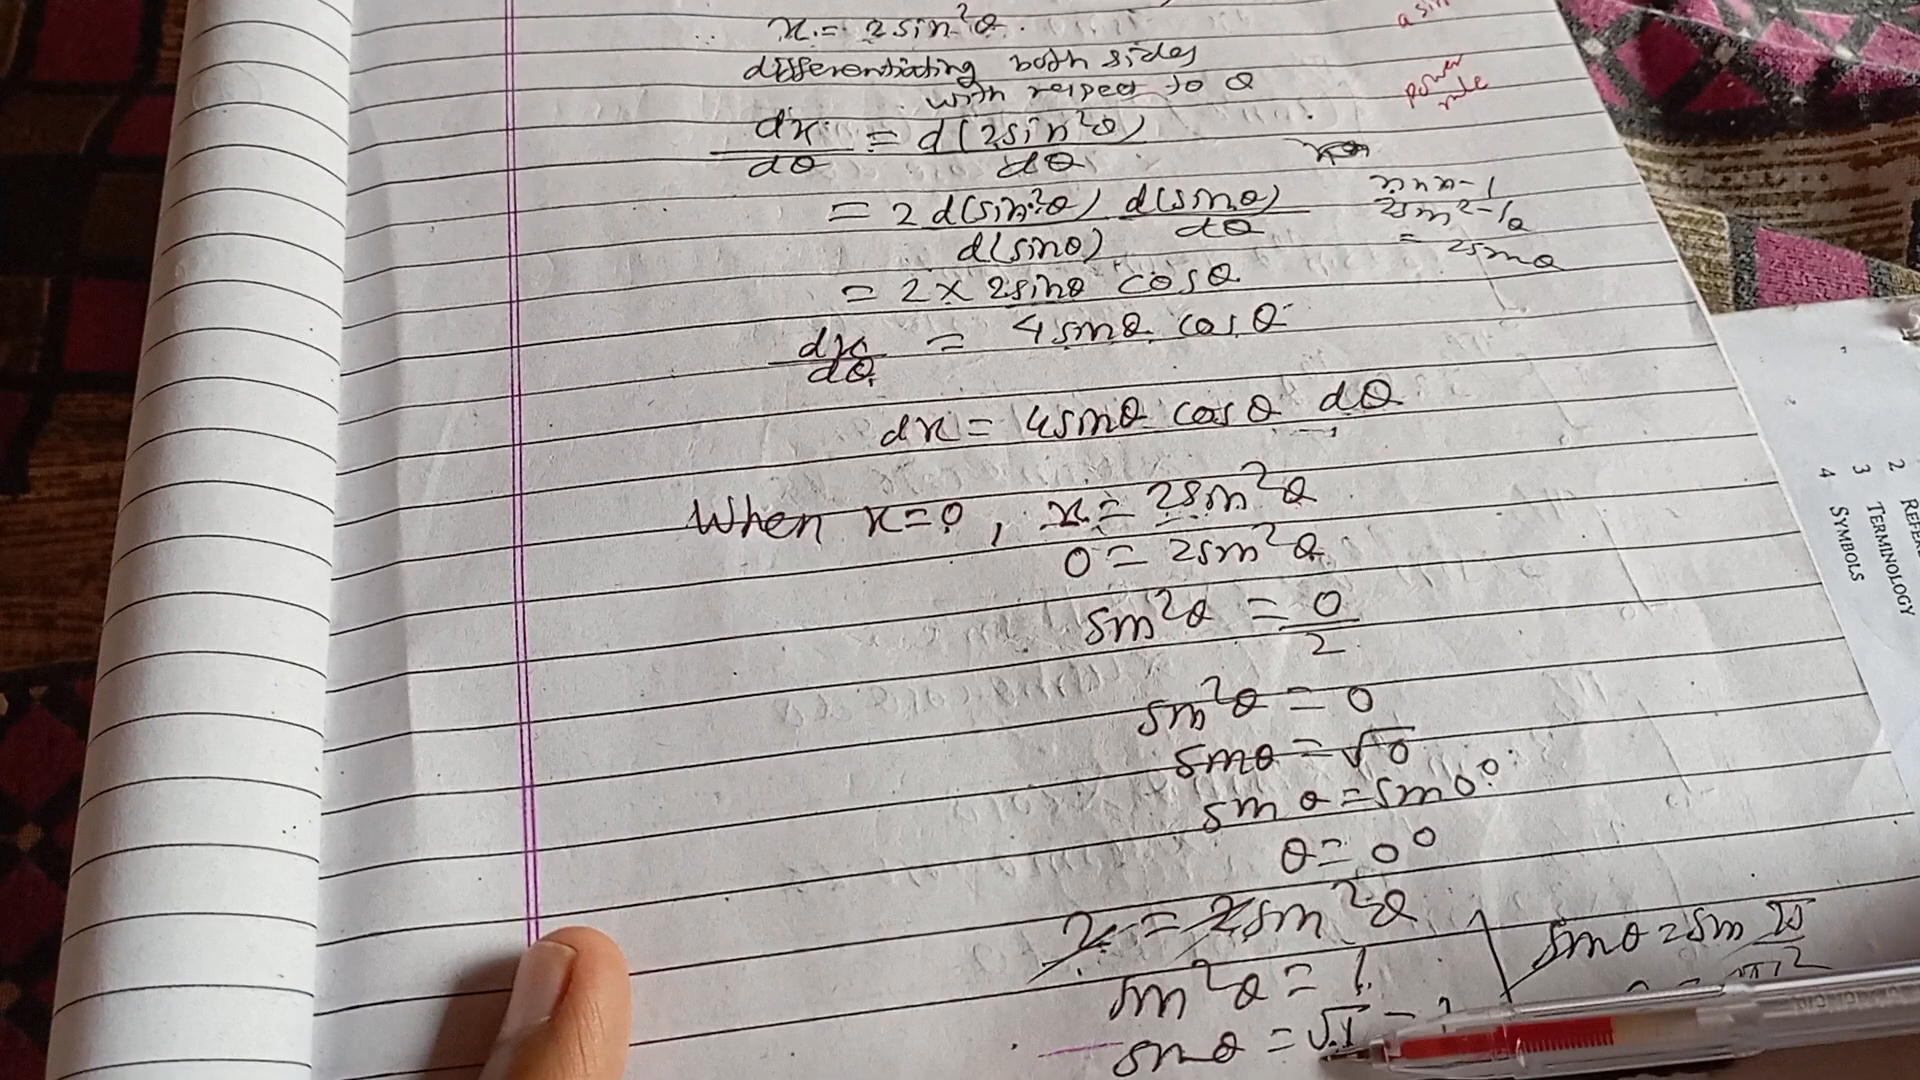 x = 2sin²θ
differentiating both sides
with respect to θ
dx/dθ = d(2sin²θ)/dθ
= 2 d(sin²θ)/d(sinθ) d(sinθ)/dθ
= 2 × 2sinθ cosθ
dx/dθ = 4sinθ cosθ
dx = 4sinθ cosθ dθ
When x=0, x = 2sin²θ
0 = 2sin²θ
sin²θ = 0/2
sin²θ = 0
sinθ = √0
sinθ = sin0°
θ = 0°
2 = 2sin²θ
sin²θ = 1
sinθ = √1
a sin
power
rule
2sin²⁻¹θ
= 2sinθ
2
3 TERMINOLOGY
4 SYMBOLS